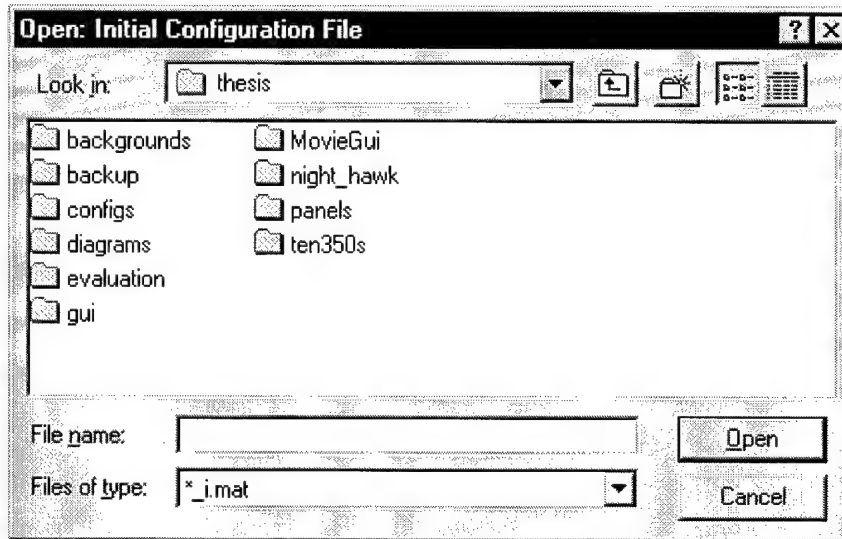 Open: Initial Configuration File
Look in: thesis
backgrounds MovieGui
backup night_hawk
configs panels
diagrams ten350s
evaluation
gui
File name: Open
Files of type: *_i.mat Cancel